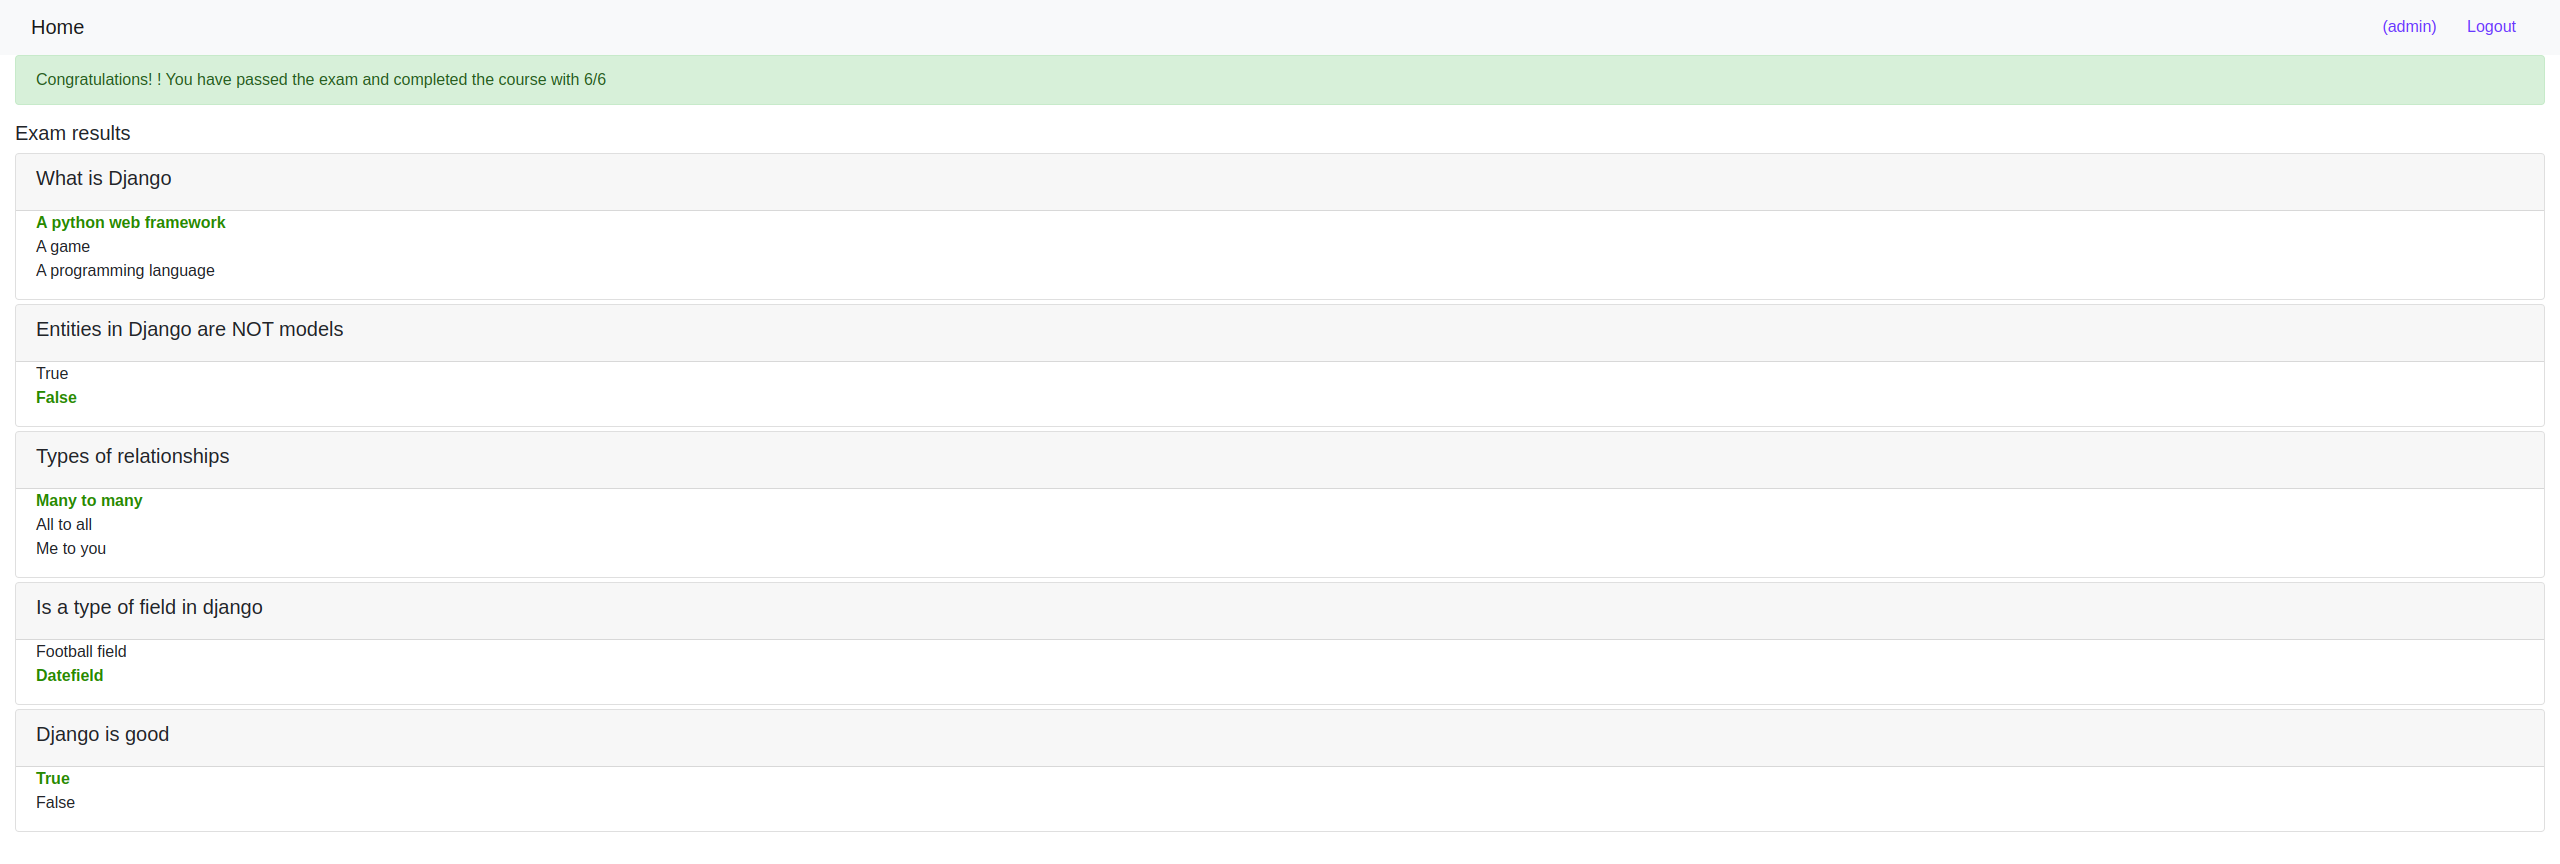 Home
(admin) Logout
Congratulations! ! You have passed the exam and completed the course with 6/6
Exam results
What is Django
A python web framework
A game
A programming language
Entities in Django are NOT models
True
False
Types of relationships
Many to many
All to all
Me to you
Is a type of field in django
Football field
Datefield
Django is good
True
False